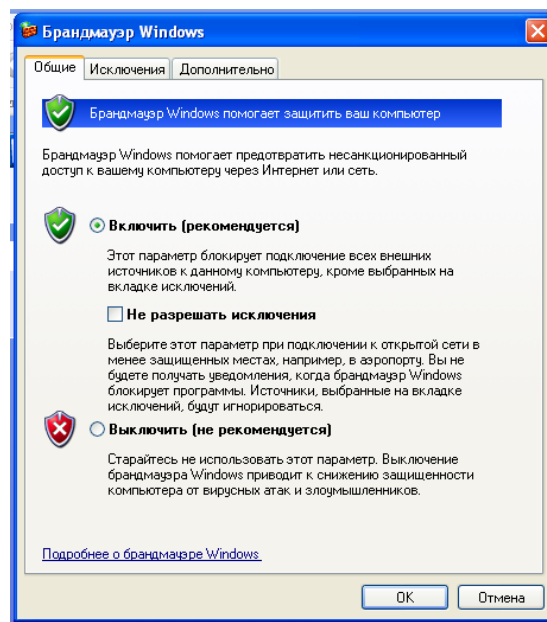 Брандмауэр Windows
Общие Исключения Дополнительно
Брандмауэр Windows помогает защитить ваш компьютер
Брандмауэр Windows помогает предотвратить несанкционированный
доступ к вашему компьютеру через Интернет или сеть.
Включить (рекомендуется)
Этот параметр блокирует подключение всех внешних
источников к данному компьютеру, кроме выбранных на
вкладке исключений.
Не разрешать исключения
Выберите этот параметр при подключении к открытой сети в
менее защищенных местах, например, в аэропорту. Вы не
будете получать уведомления, когда брандмауэр Windows
блокирует программы. Источники, выбранные на вкладке
исключений, будут игнорироваться.
Выключить (не рекомендуется)
Старайтесь не использовать этот параметр. Выключение
брандмауэра Windows приводит к снижению защищенности
компьютера от вирусных атак и злоумышленников.
Подробнее о брандмауэре Windows
OK Отмена